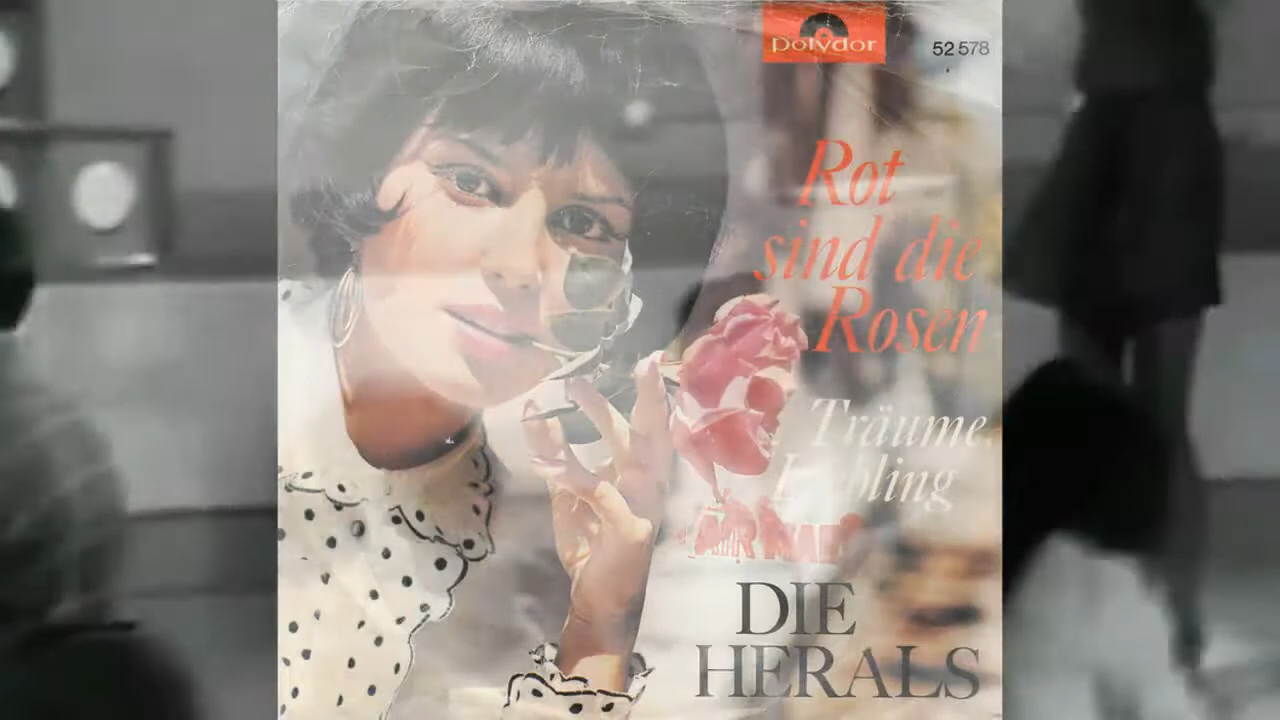 polydor
52 578
Rot
sind die
Rosen
Träume
DIE
HERALS